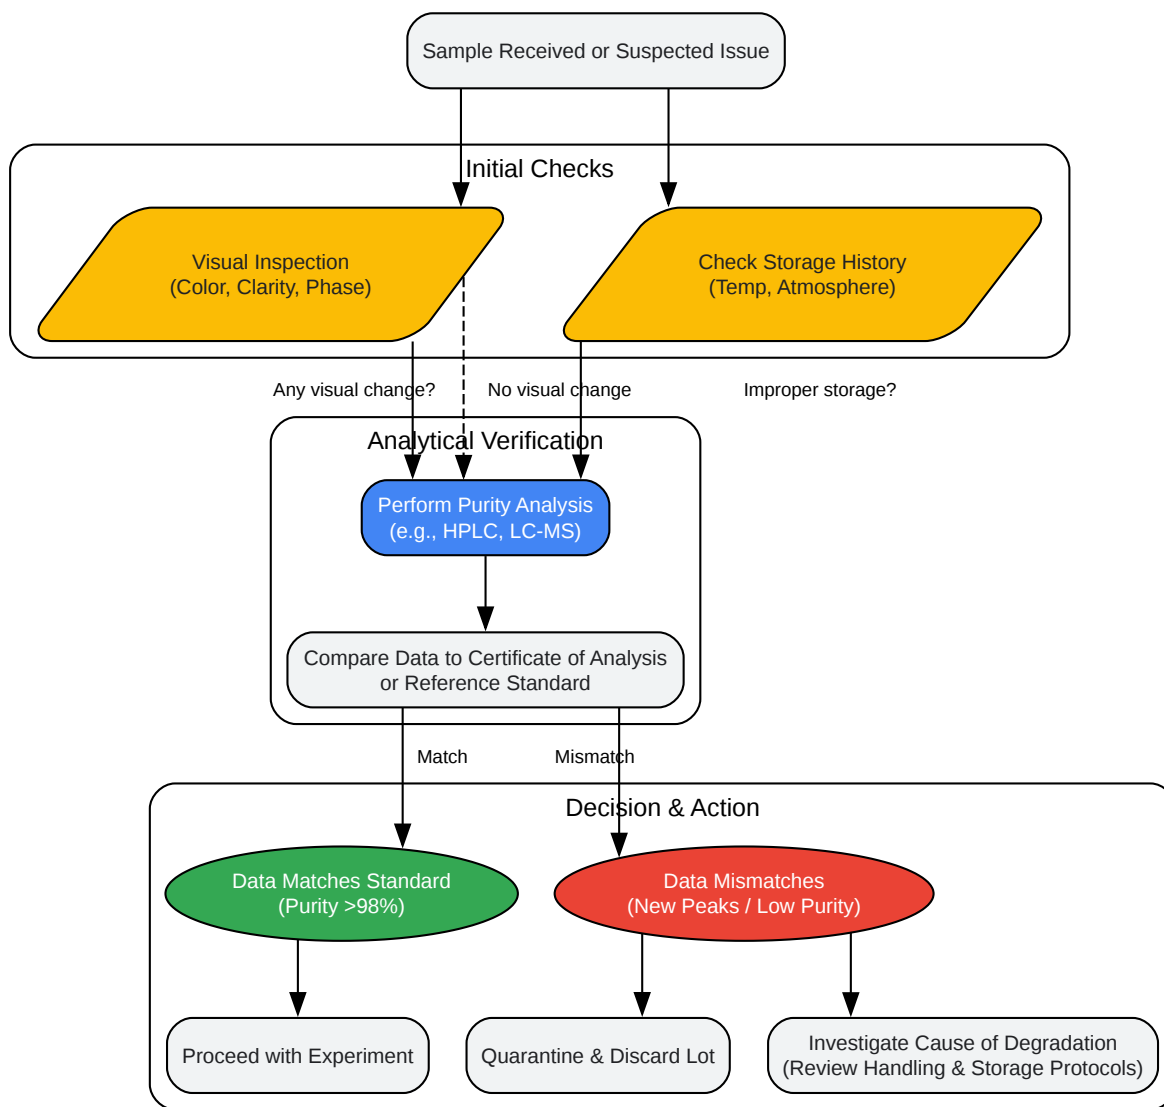 Sample Received or Suspected Issue
Initial Checks
Visual Inspection
(Color, Clarity, Phase)
Check Storage History
(Temp, Atmosphere)
Any visual change?
No visual change
Improper storage?
Analytical Verification
Perform Purity Analysis
(e.g., HPLC, LC-MS)
Compare Data to Certificate of Analysis
or Reference Standard
Match
Mismatch
Decision & Action
Data Matches Standard
(Purity >98%)
Data Mismatches
(New Peaks / Low Purity)
Proceed with Experiment
Quarantine & Discard Lot
Investigate Cause of Degradation
(Review Handling & Storage Protocols)